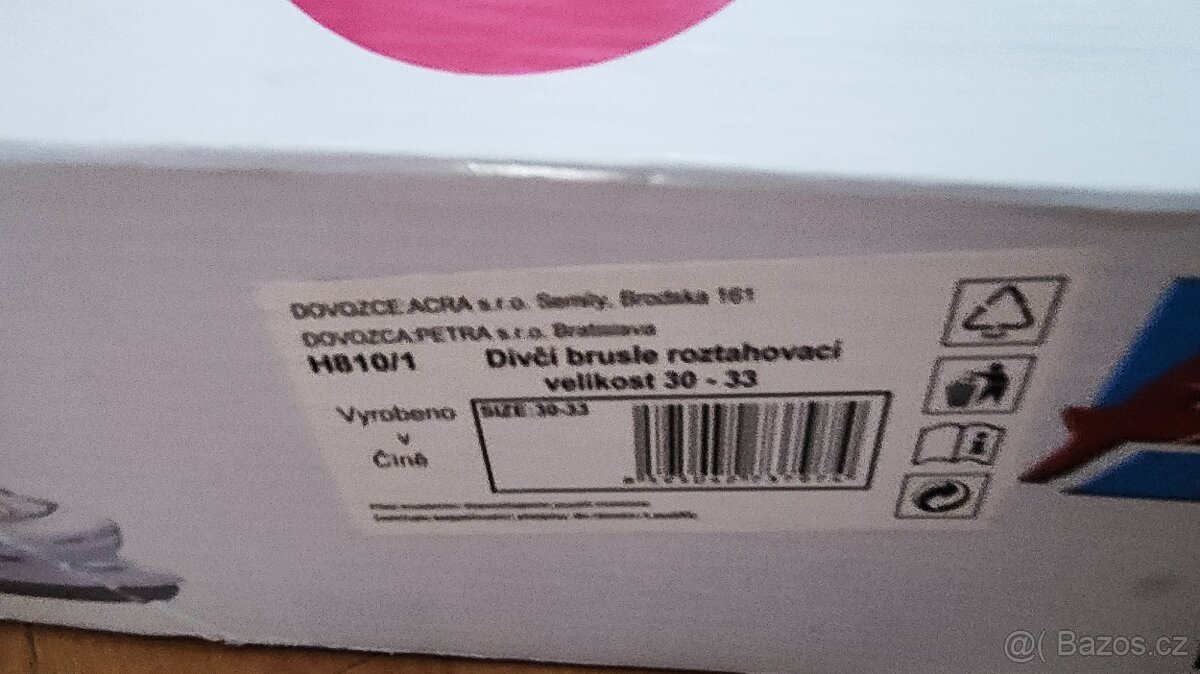 DOVOZCE:ACRA s.r.o. Semily, Brodská 161
DOVOZCA:PETRA s.r.o. Bratislava
H810/1 Dívčí brusle roztahovací
velikost 30 - 33
Vyrobeno
v
Číně
SIZE: 30-33
@( Bazos.cz